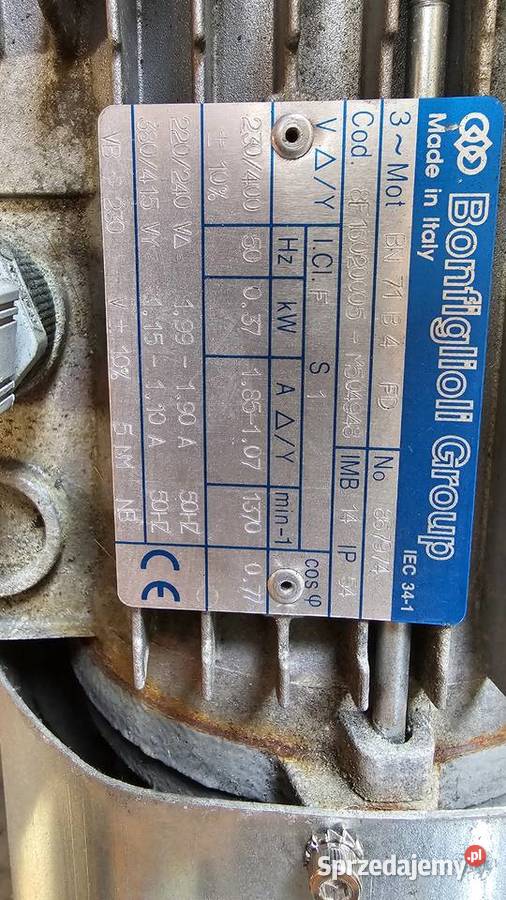 Bonfiglioli Group
Made in Italy
IEC 34-1
3~Mot BN 71 B4 FD No
Cod. 8F15020005 - M504948 IMB 14 IP 54
V Δ/Y I.Cl. F S 1
Hz kW A Δ/Y min-1 cos φ
230/400 50 0.37 1.85-1.07 1370 0.77
± 10%
220/240 VΔ 1.99 - 1.90 A 50HZ
380/415 VY 1.15 - 1.10 A 50HZ
VB 230 V ± 10% 5 NM NB
CE
Sprzedajemy.pl